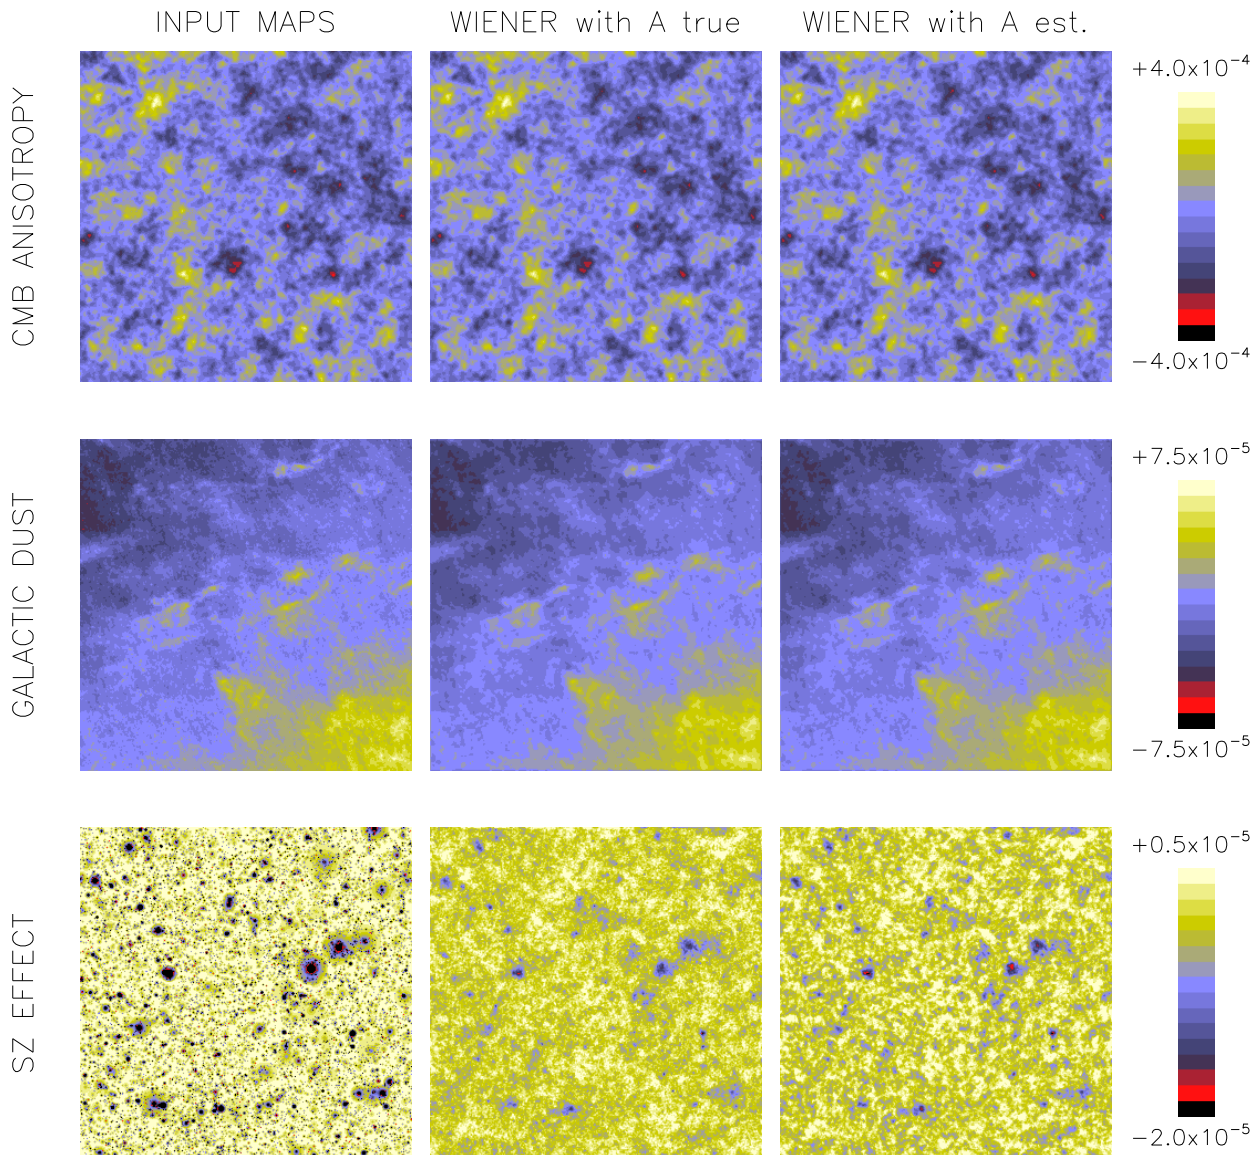 INPUT MAPS
WIENER with A true
WIENER with A est.
CMB ANISOTROPY
+4.0x10⁻⁴
−4.0x10⁻⁴
GALACTIC DUST
+7.5x10⁻⁵
−7.5x10⁻⁵
SZ EFFECT
+0.5x10⁻⁵
−2.0x10⁻⁵